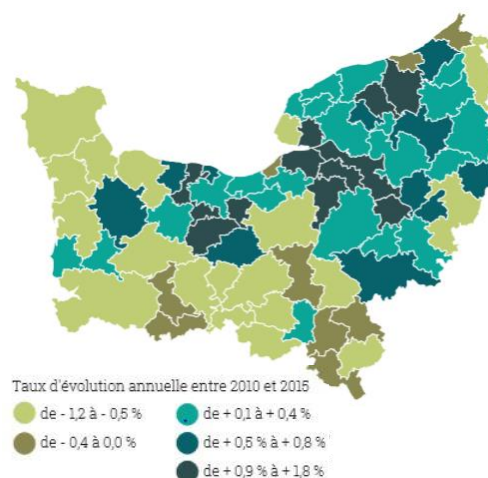 Taux d'évolution annuelle entre 2010 et 2015
de - 1,2 à - 0,5 %
de - 0,4 à 0,0 %
de + 0,1 à + 0,4 %
de + 0,5 % à + 0,8 %
de + 0,9 % à + 1,8 %